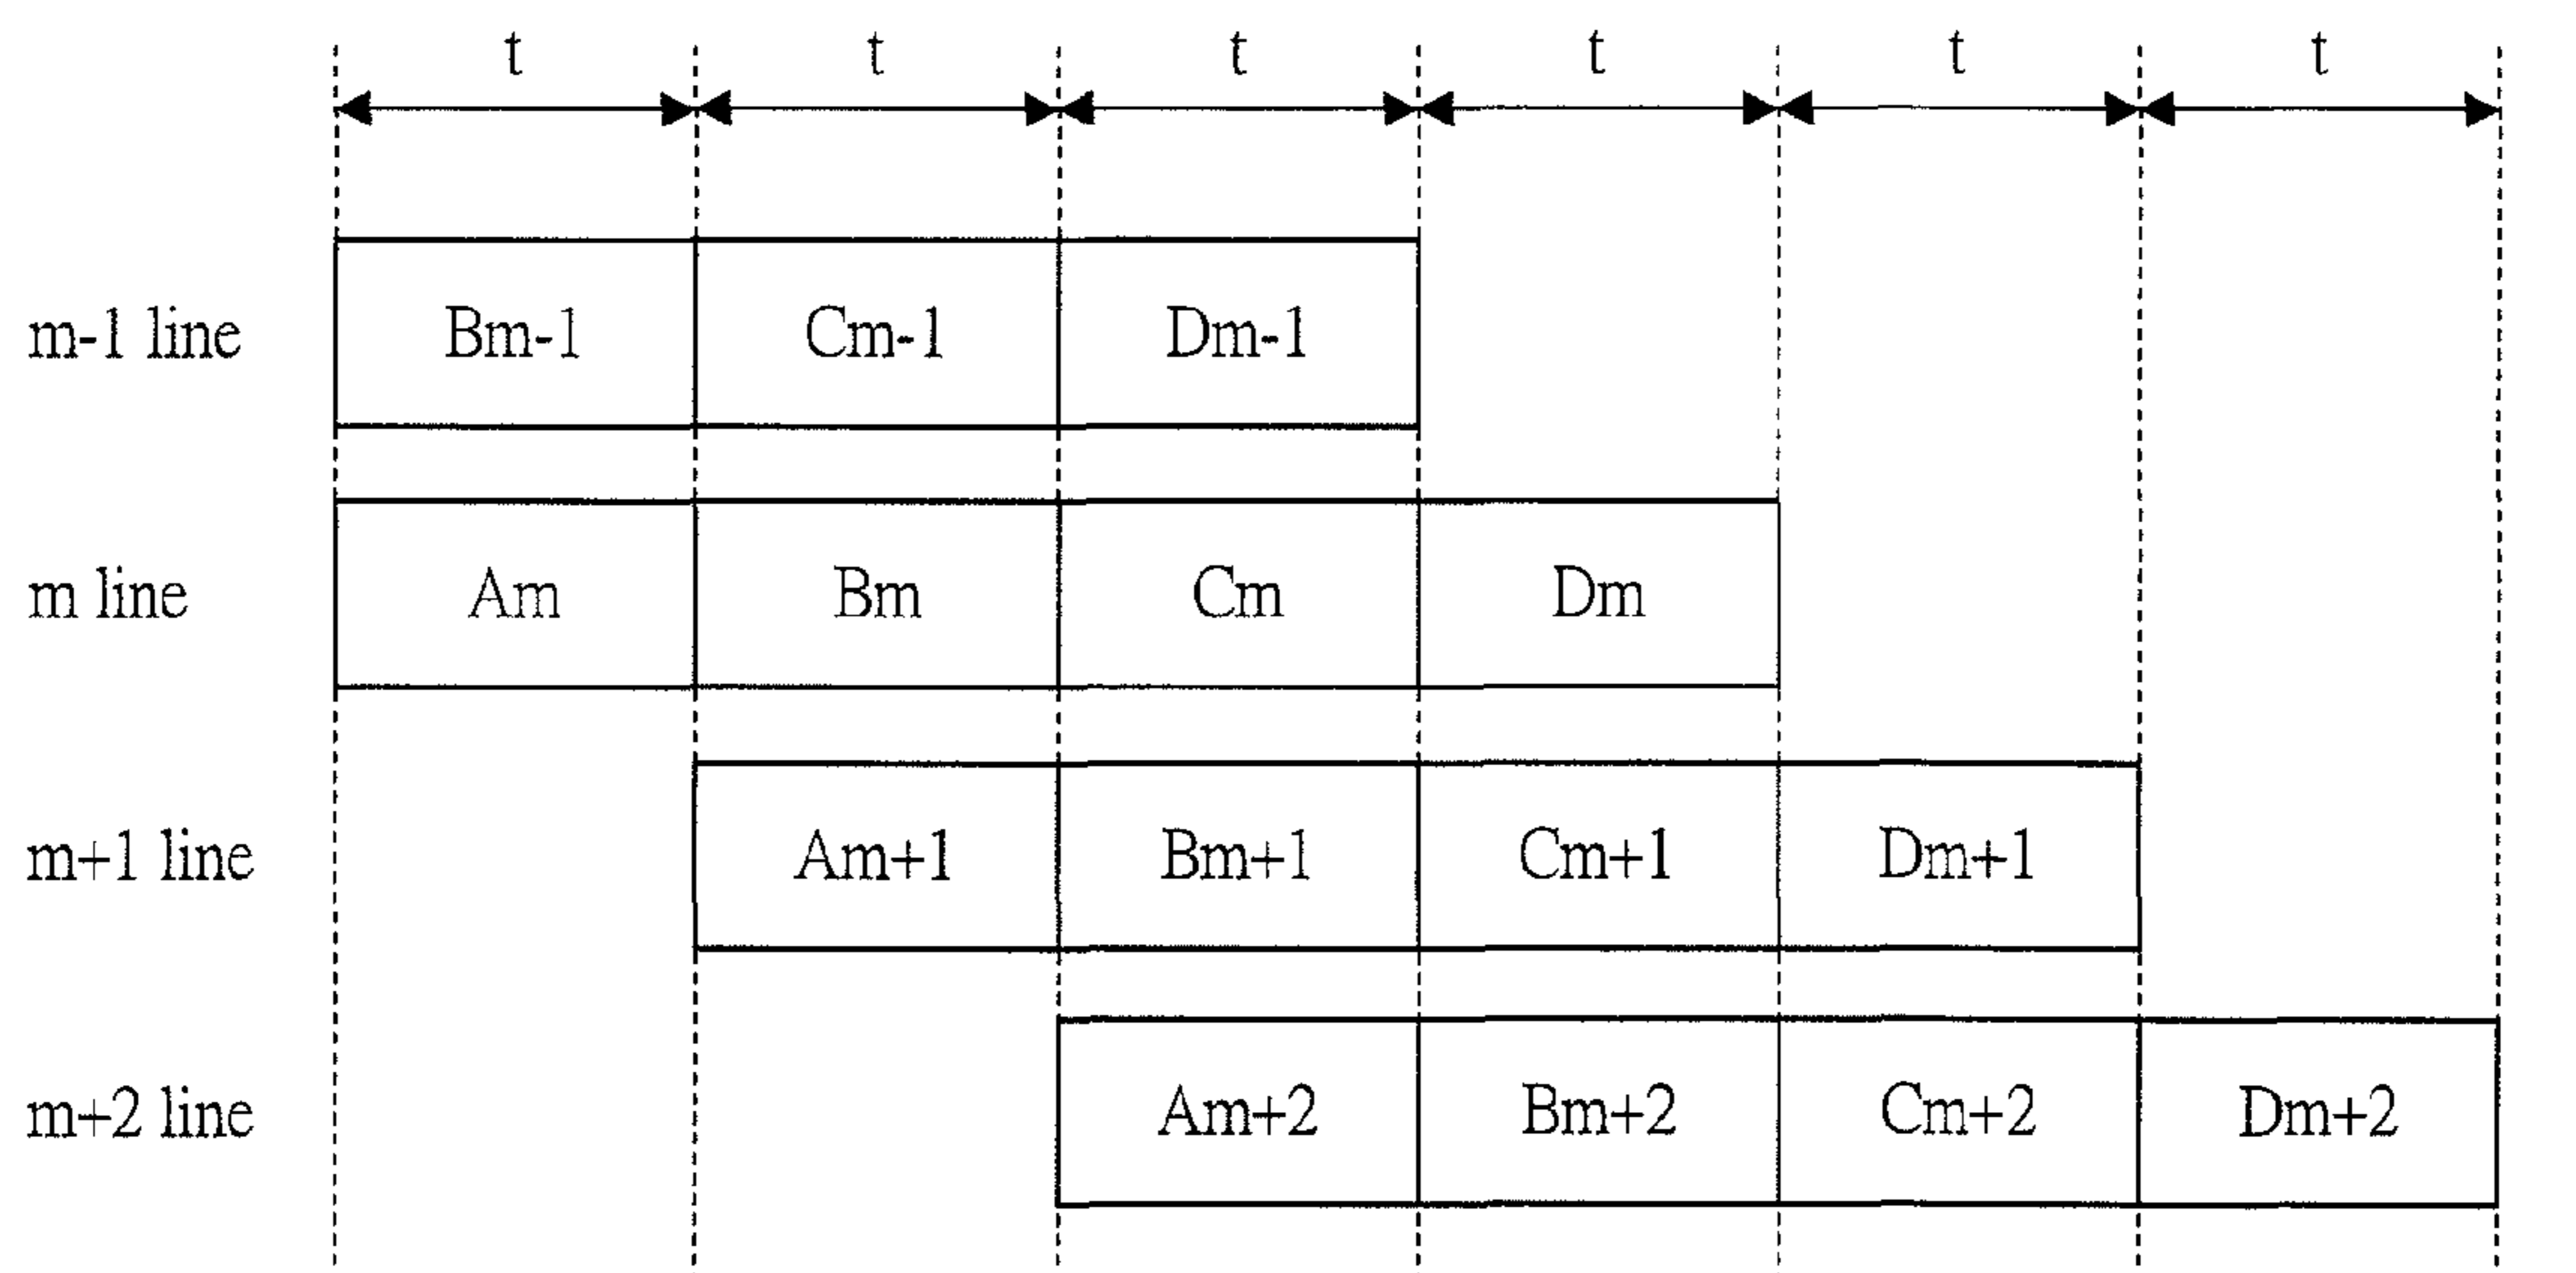 t t t t t t
m-1 line Bm-1 Cm-1 Dm-1
m line Am Bm Cm Dm
m+1 line Am+1 Bm+1 Cm+1 Dm+1
m+2 line Am+2 Bm+2 Cm+2 Dm+2